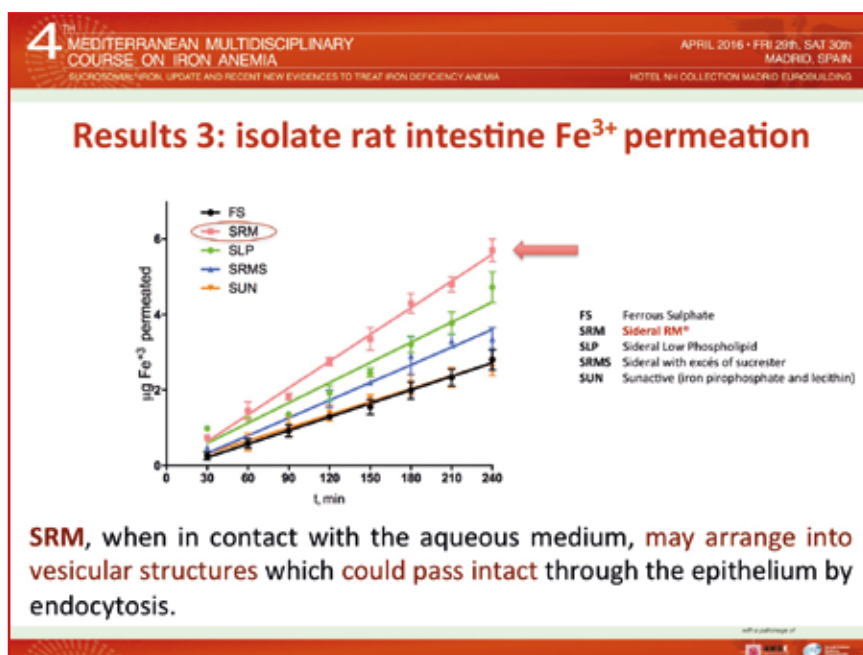 4TH
MEDITERRANEAN MULTIDISCIPLINARY
COURSE ON IRON ANEMIA
SUCROSOMIAL IRON, UPDATE AND RECENT NEW EVIDENCES TO TREAT IRON DEFICIENCY ANEMIA
APRIL 2016 • FRI 29th, SAT 30th
MADRID, SPAIN
HOTEL NH COLLECTION MADRID EUROBUILDING
Results 3: isolate rat intestine Fe³⁺ permeation
FS
SRM
SLP
SRMS
SUN
µg Fe⁺³ permeated
6
4
2
0
0 30 60 90 120 150 180 210 240
t, min
FS Ferrous Sulphate
SRM Sideral RM®
SLP Sideral Low Phospholipid
SRMS Sideral with excés of sucrester
SUN Sunactive (iron pirophosphate and lecithin)
SRM, when in contact with the aqueous medium, may arrange into
vesicular structures which could pass intact through the epithelium by
endocytosis.
with a patronage of